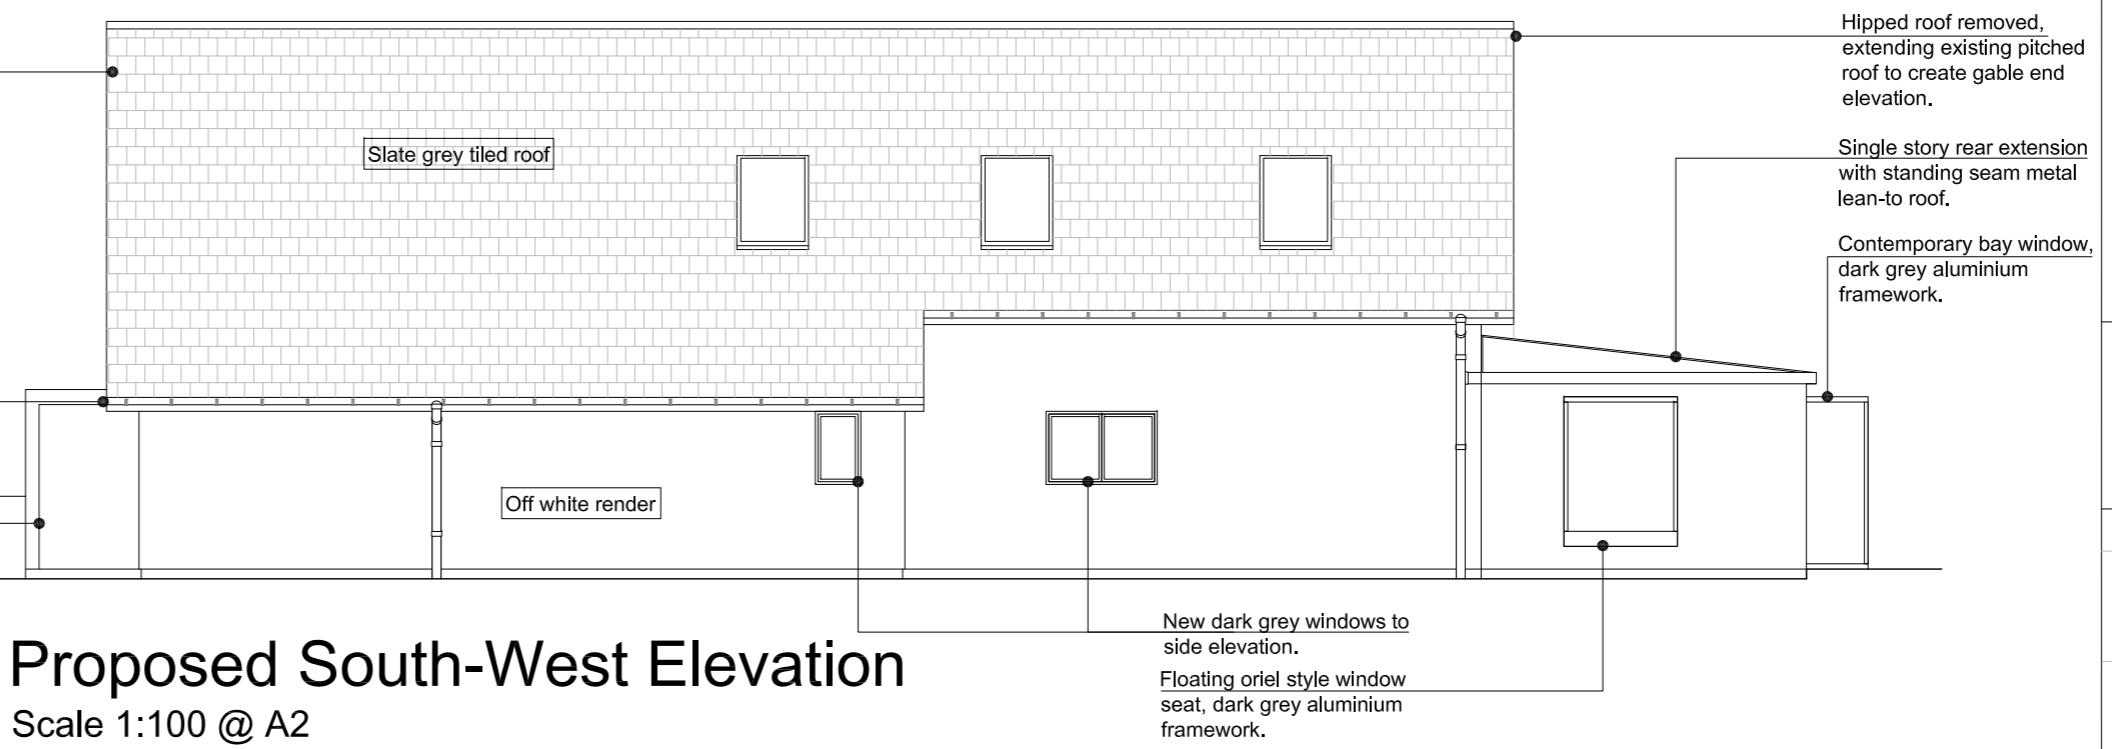 Hipped roof removed,
extending existing pitched
roof to create gable end
elevation.
Single story rear extension
with standing seam metal
lean-to roof.
Contemporary bay window,
dark grey aluminium
framework.
Slate grey tiled roof
Off white render
New dark grey windows to
side elevation.
Floating oriel style window
seat, dark grey aluminium
framework.
Proposed South-West Elevation
Scale 1:100 @ A2